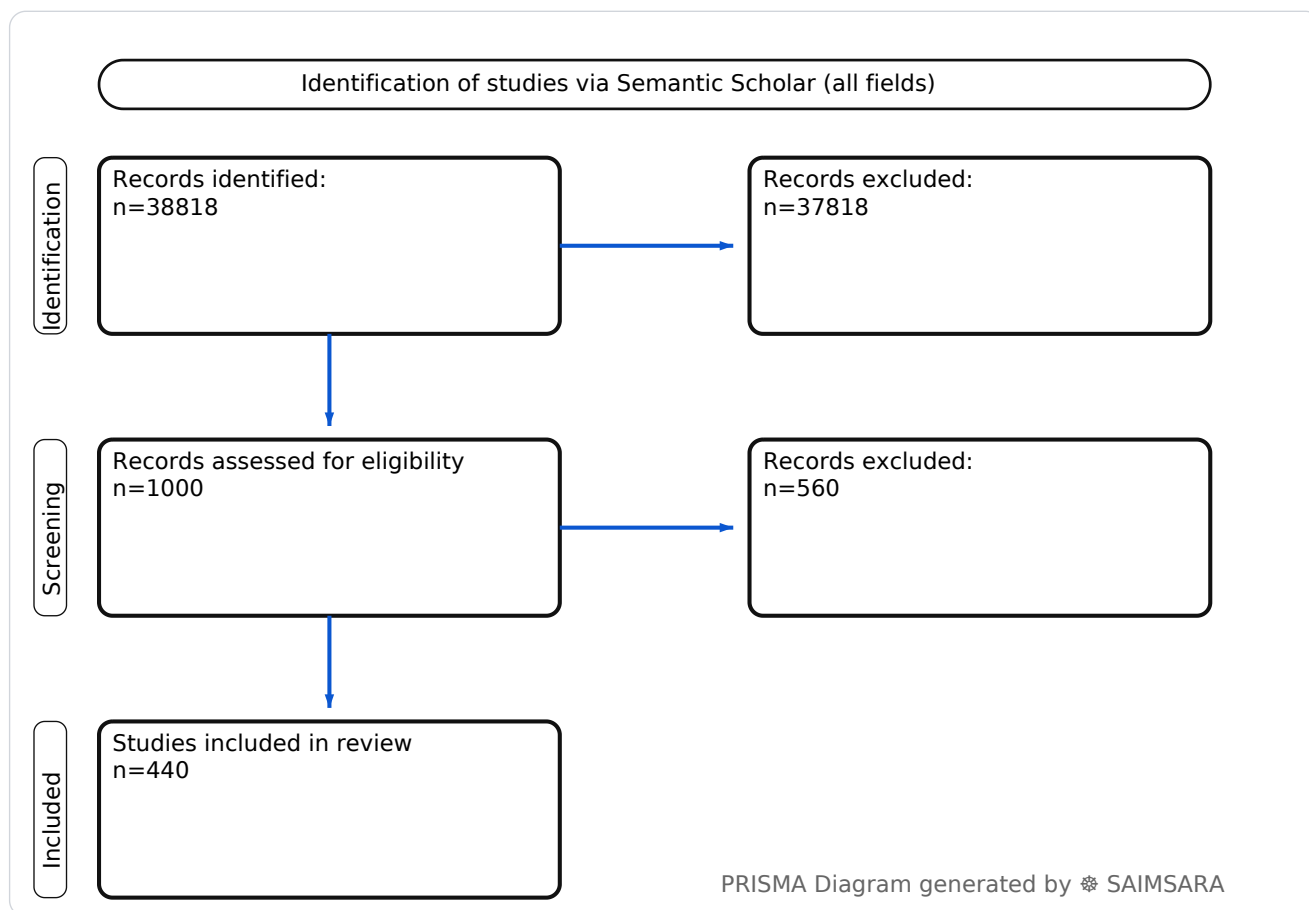 Identification of studies via Semantic Scholar (all fields)
Identification
Records identified:
n=38818
Records excluded:
n=37818
Screening
Records assessed for eligibility
n=1000
Records excluded:
n=560
Included
Studies included in review
n=440
PRISMA Diagram generated by ☸ SAIMSARA